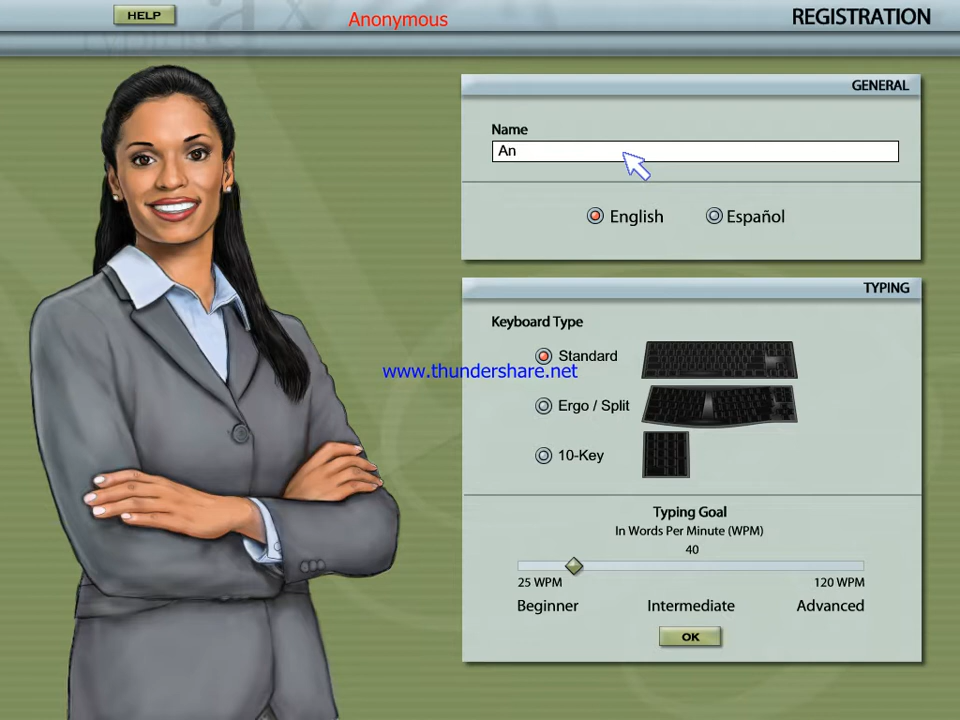 HELP
Anonymous
REGISTRATION
GENERAL
Name
An
English
Español
TYPING
Keyboard Type
Standard
www.thundershare.net
Ergo / Split
10-Key
Typing Goal
In Words Per Minute (WPM)
40
25 WPM
120 WPM
Beginner
Intermediate
Advanced
OK